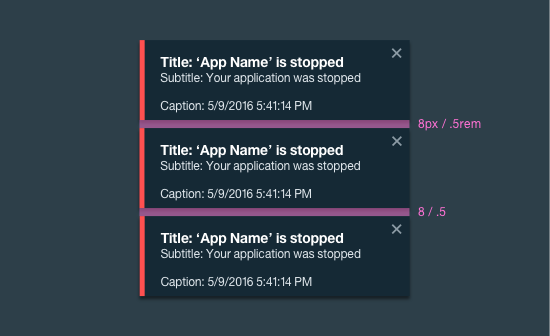 Title: ‘App Name’ is stopped
Subtitle: Your application was stopped
Caption: 5/9/2016 5:41:14 PM
8px / .5rem
Title: ‘App Name’ is stopped
Subtitle: Your application was stopped
Caption: 5/9/2016 5:41:14 PM
8 / .5
Title: ‘App Name’ is stopped
Subtitle: Your application was stopped
Caption: 5/9/2016 5:41:14 PM